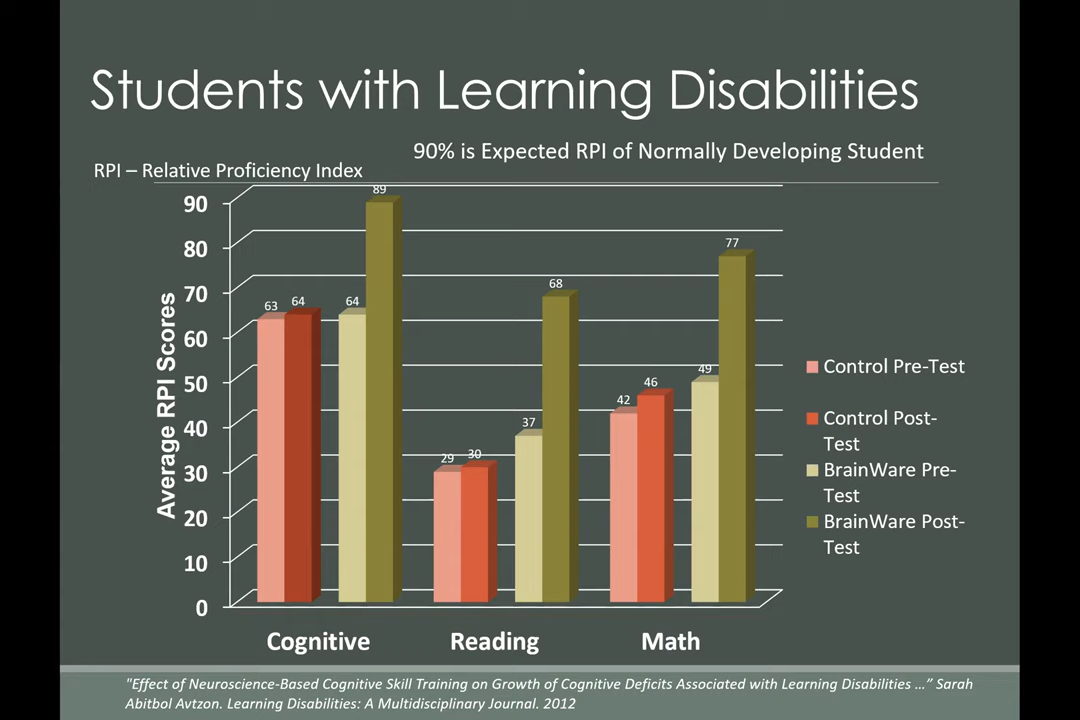 Students with Learning Disabilities
90% is Expected RPI of Normally Developing Student
RPI – Relative Proficiency Index
Average RPI Scores
90
80
70
60
50
40
30
20
10
0
63
64
64
89
29
30
37
68
42
46
49
77
Cognitive
Reading
Math
Control Pre-Test
Control Post-
Test
BrainWare Pre-
Test
BrainWare Post-
Test
"Effect of Neuroscience-Based Cognitive Skill Training on Growth of Cognitive Deficits Associated with Learning Disabilities …” Sarah
Abitbol Avtzon. Learning Disabilities: A Multidisciplinary Journal. 2012